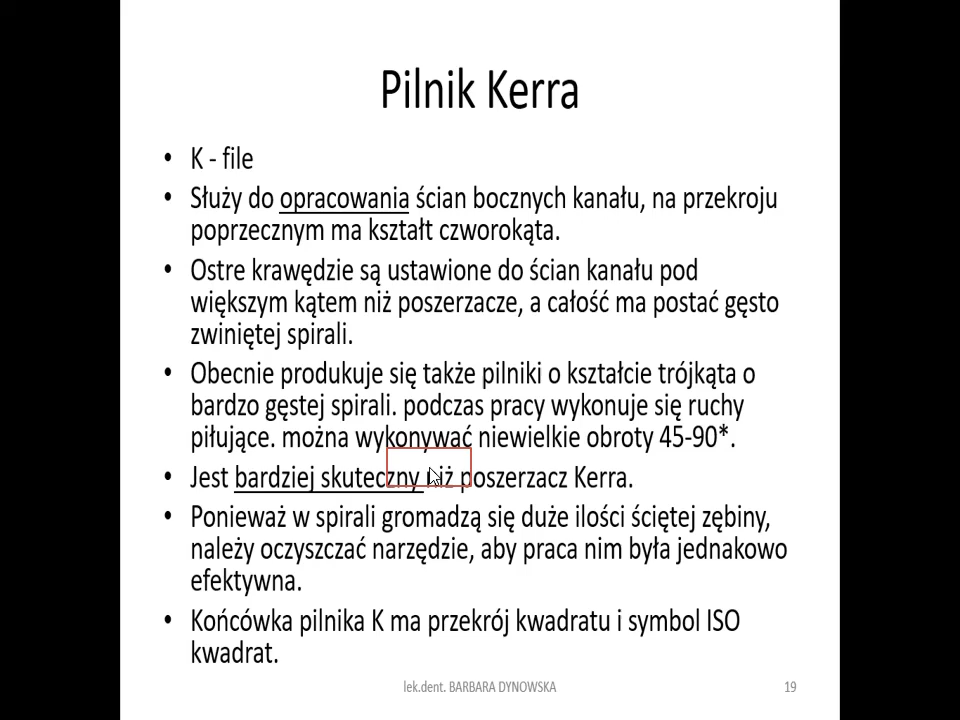 Pilnik Kerra
• K - file
• Służy do opracowania ścian bocznych kanału, na przekroju
poprzecznym ma kształt czworokąta.
• Ostre krawędzie są ustawione do ścian kanału pod
większym kątem niż poszerzacze, a całość ma postać gęsto
zwiniętej spirali.
• Obecnie produkuje się także pilniki o kształcie trójkąta o
bardzo gęstej spirali. podczas pracy wykonuje się ruchy
piłujące. można wykonywać niewielkie obroty 45-90*.
• Jest bardziej skuteczny niż poszerzacz Kerra.
• Ponieważ w spirali gromadzą się duże ilości ściętej zębiny,
należy oczyszczać narzędzie, aby praca nim była jednakowo
efektywna.
• Końcówka pilnika K ma przekrój kwadratu i symbol ISO
kwadrat.
lek.dent. BARBARA DYNOWSKA
19